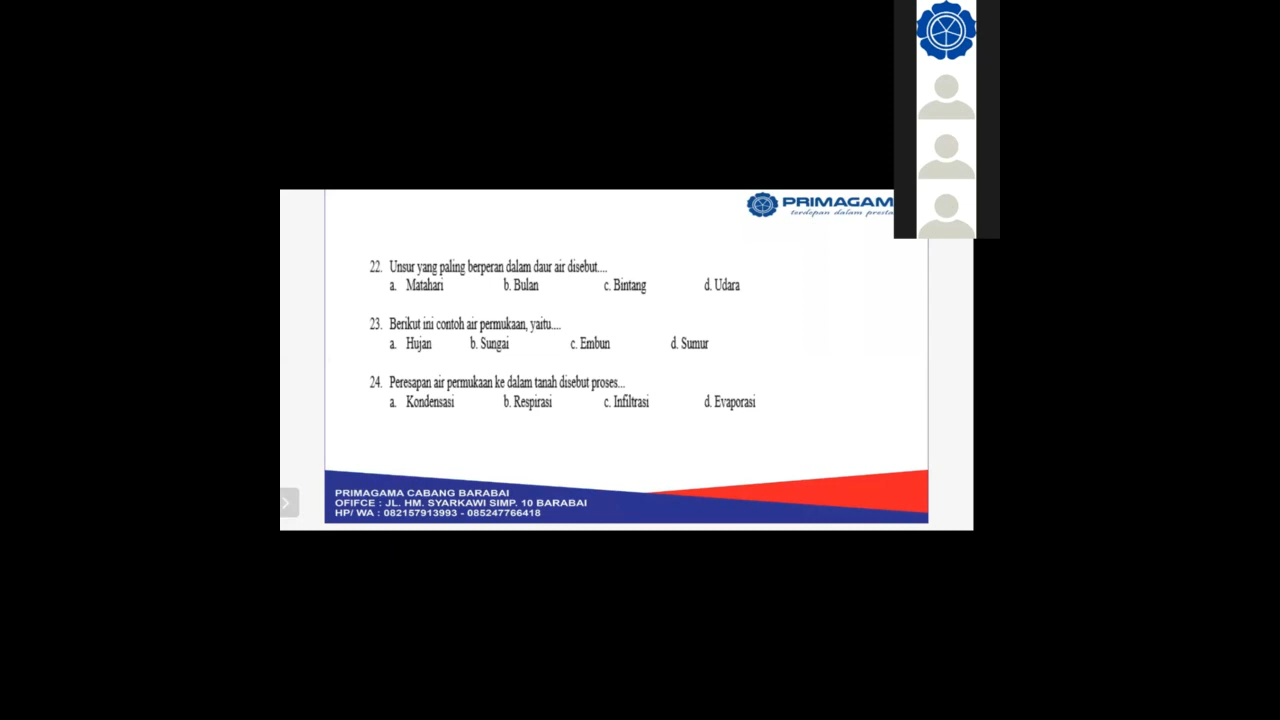 PRIMAGAM
terdepan dalam presta
22. Unsur yang paling berperan dalam daur air disebut....
a. Matahari b. Bulan c. Bintang d. Udara
23. Berikut ini contoh air permukaan, yaitu....
a. Hujan b. Sungai c. Embun d. Sumur
24. Peresapan air permukaan ke dalam tanah disebut proses...
a. Kondensasi b. Respirasi c. Infiltrasi d. Evaporasi
PRIMAGAMA CABANG BARABAI
OFIFCE : JL. HM. SYARKAWI SIMP. 10 BARABAI
HP/ WA : 082157913993 - 085247766418